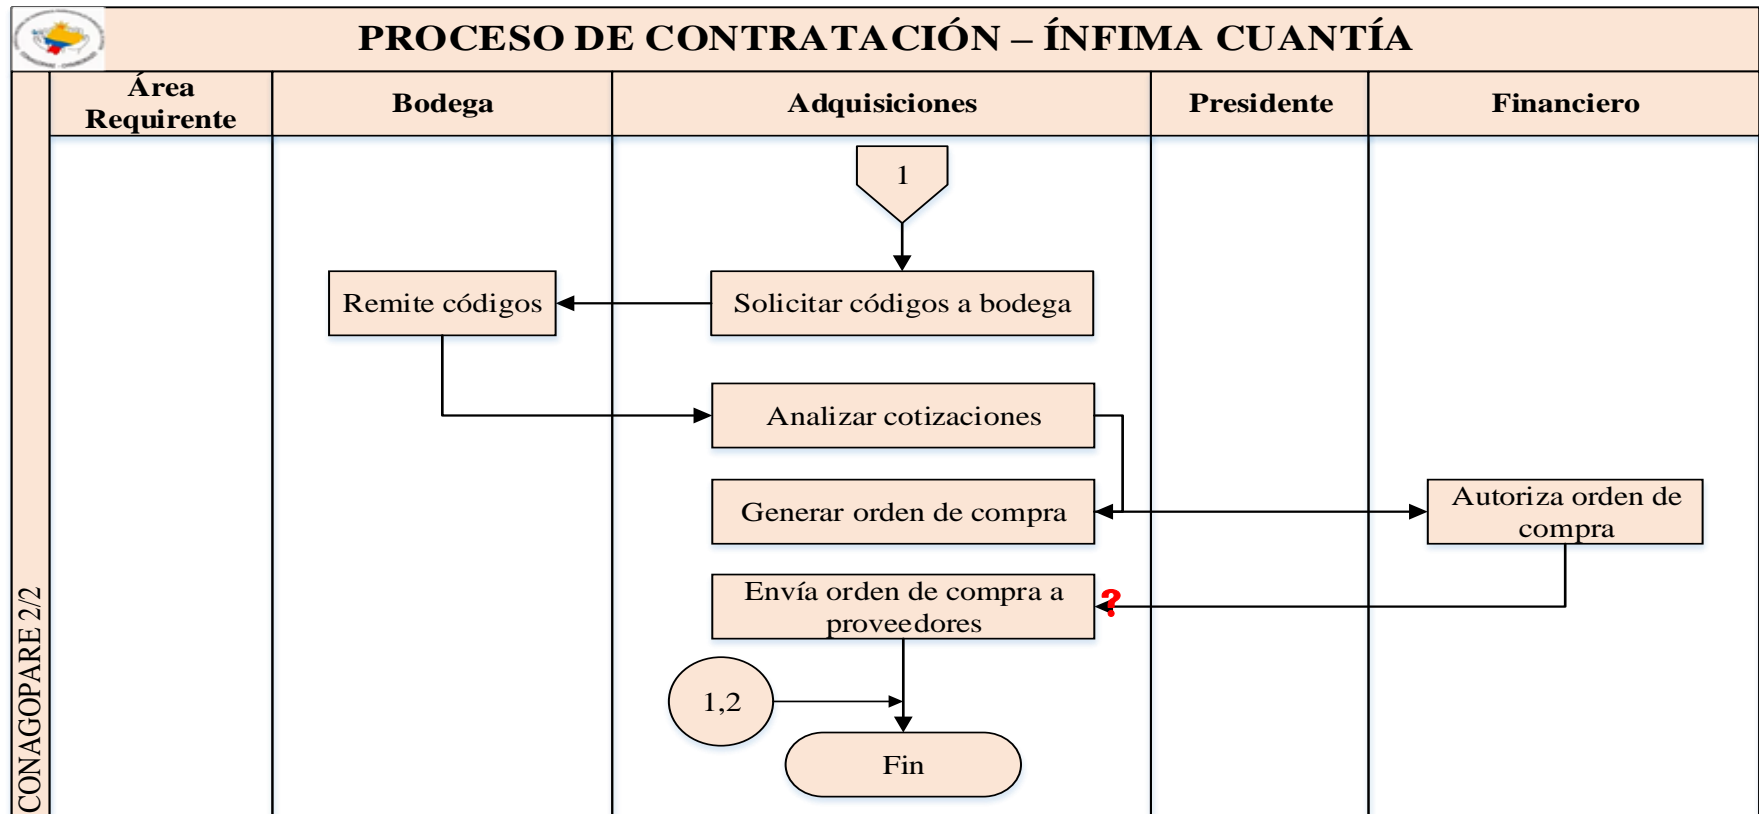 PROCESO DE CONTRATACIÓN – ÍNFIMA CUANTÍA
Área
Requirente
Bodega
Adquisiciones
Presidente
Financiero
CONAGOPARE 2/2
1
Remite códigos
Solicitar códigos a bodega
Analizar cotizaciones
Generar orden de compra
Autoriza orden de
compra
Envía orden de compra a
proveedores
?
1,2
Fin